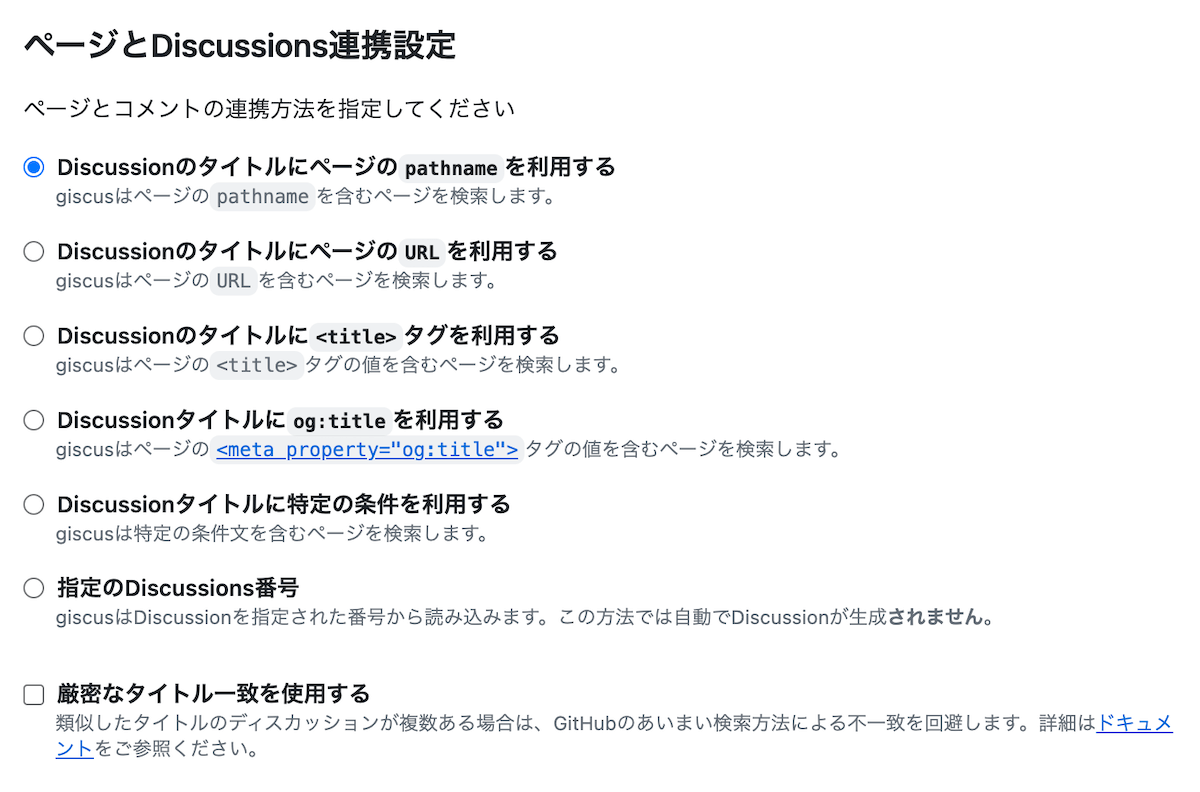 ページとDiscussions連携設定
ページとコメントの連携方法を指定してください
Discussionのタイトルにページの pathname を利用する
giscusはページの pathname を含むページを検索します。
Discussionのタイトルにページの URL を利用する
giscusはページの URL を含むページを検索します。
Discussionのタイトルに <title> タグを利用する
giscusはページの <title> タグの値を含むページを検索します。
Discussionタイトルに og:title を利用する
giscusはページの <meta property="og:title"> タグの値を含むページを検索します。
Discussionタイトルに特定の条件を利用する
giscusは特定の条件文を含むページを検索します。
指定のDiscussions番号
giscusはDiscussionを指定された番号から読み込みます。この方法では自動でDiscussionが生成されません。
厳密なタイトル一致を使用する
類似したタイトルのディスカッションが複数ある場合は、GitHubのあいまい検索方法による不一致を回避します。詳細はドキュメ
ントをご参照ください。